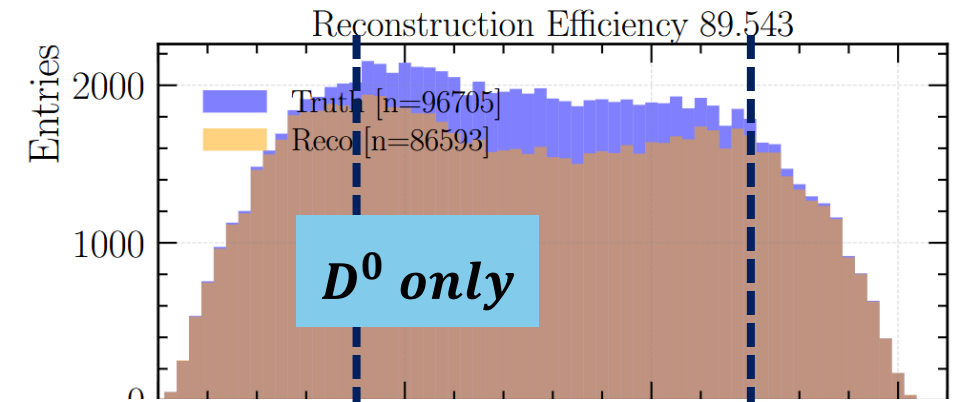 Reconstruction Efficiency 89.543
Entries
2000
Truth [n=96705]
Reco [n=86593]
1000
D⁰ only
0